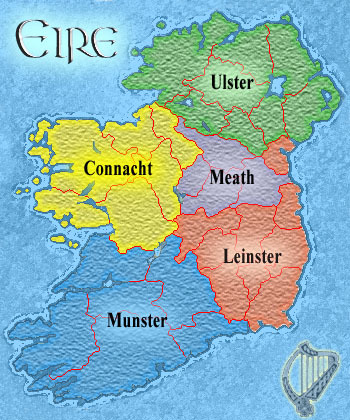 EIRE
Ulster
Connacht
Meath
Leinster
Munster